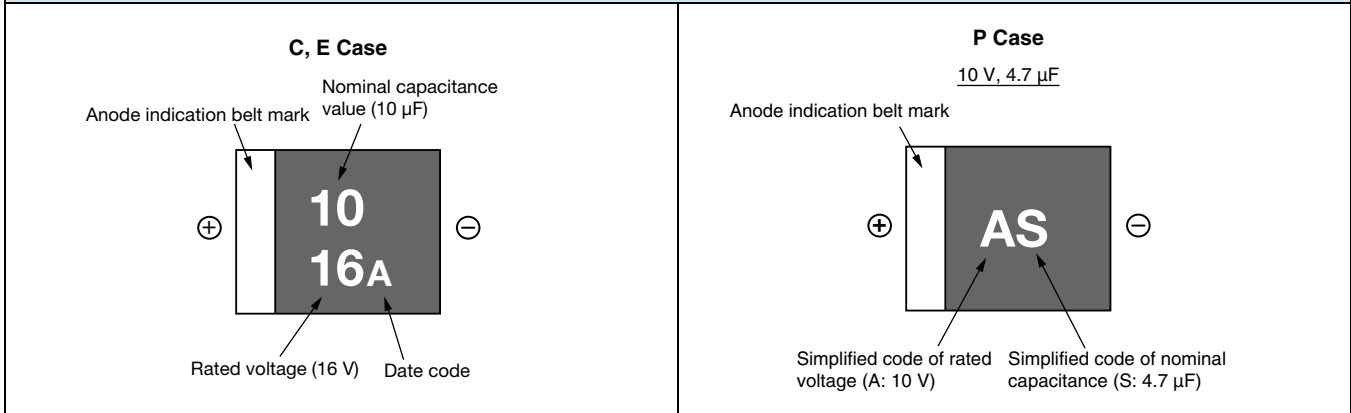 C, E Case
Nominal capacitance
value (10 µF)
Anode indication belt mark
10
16A
⊕
⊖
Rated voltage (16 V)
Date code
P Case
10 V, 4.7 µF
Anode indication belt mark
AS
⊕
⊖
Simplified code of rated
voltage (A: 10 V)
Simplified code of nominal
capacitance (S: 4.7 µF)